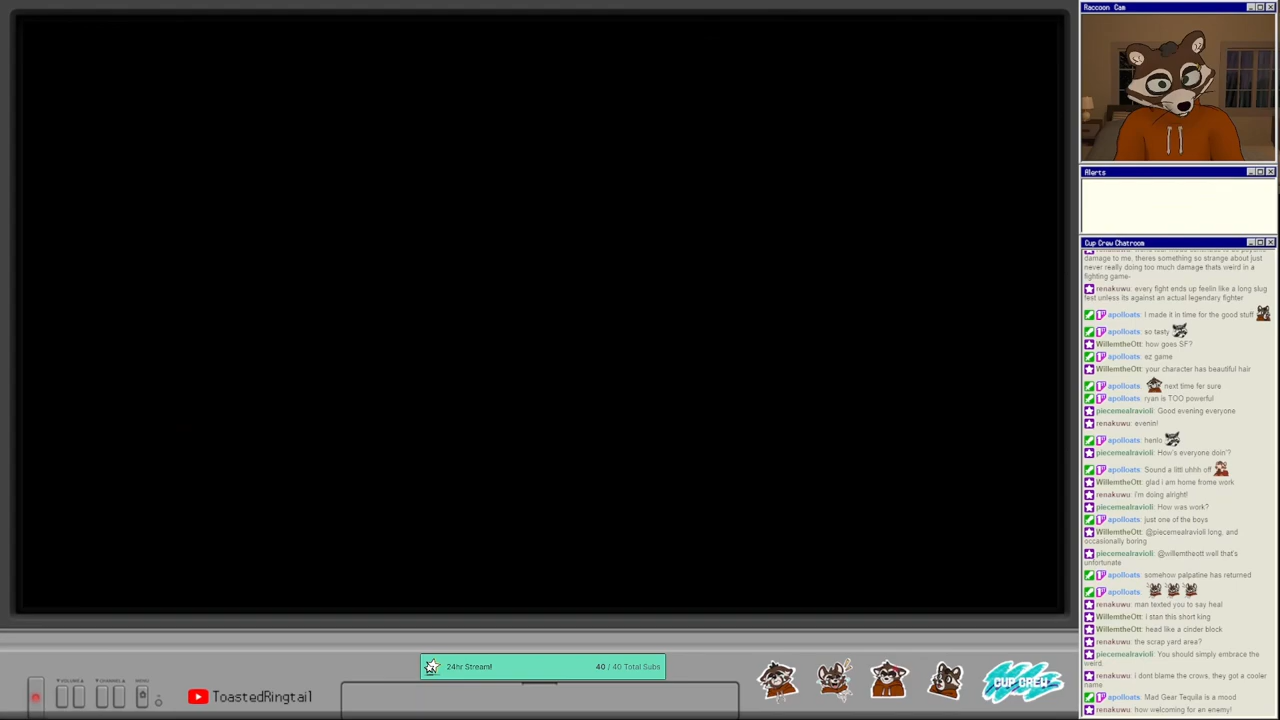 Raccoon Cam
Alerts
Cup Crew Chatroom
damage to me. theres something so strange about just
never really doing too much damage thats weird in a
fighting game-
renakuwu: every fight ends up feelin like a long slug
fest unless its against an actual legendary fighter
apolloats: I made it in time for the good stuff
apolloats: so tasty
WillemtheOtt: how goes SF?
apolloats: ez game
WillemtheOtt: your character has beautiful hair
apolloats: next time fer sure
apolloats: ryan is TOO powerful
piecemealravioli: Good evening everyone
renakuwu: evenin!
apolloats: henlo
piecemealravioli: How's everyone doin'?
apolloats: Sound a littl uhhh off
WillemtheOtt: glad i am home frome work
renakuwu: i'm doing alright!
piecemealravioli: How was work?
apolloats: just one of the boys
WillemtheOtt: @piecemealravioli long, and
occasionally boring
piecemealravioli: @willemtheott well that's
unfortunate
apolloats: somehow palpatine has returned
apolloats:
renakuwu: man texted you to say heal
WillemtheOtt: i stan this short king
WillemtheOtt: head like a cinder block
renakuwu: the scrap yard area?
piecemealravioli: You should simply embrace the
weird.
renakuwu: i dont blame the crows, they got a cooler
name
apolloats: Mad Gear Tequila is a mood
renakuwu: how welcoming for an enemy!
24hr Stream! 40 / 40 Total Subs
VOLUME CHANNEL MENU
ToastedRingtail
CUP CREW